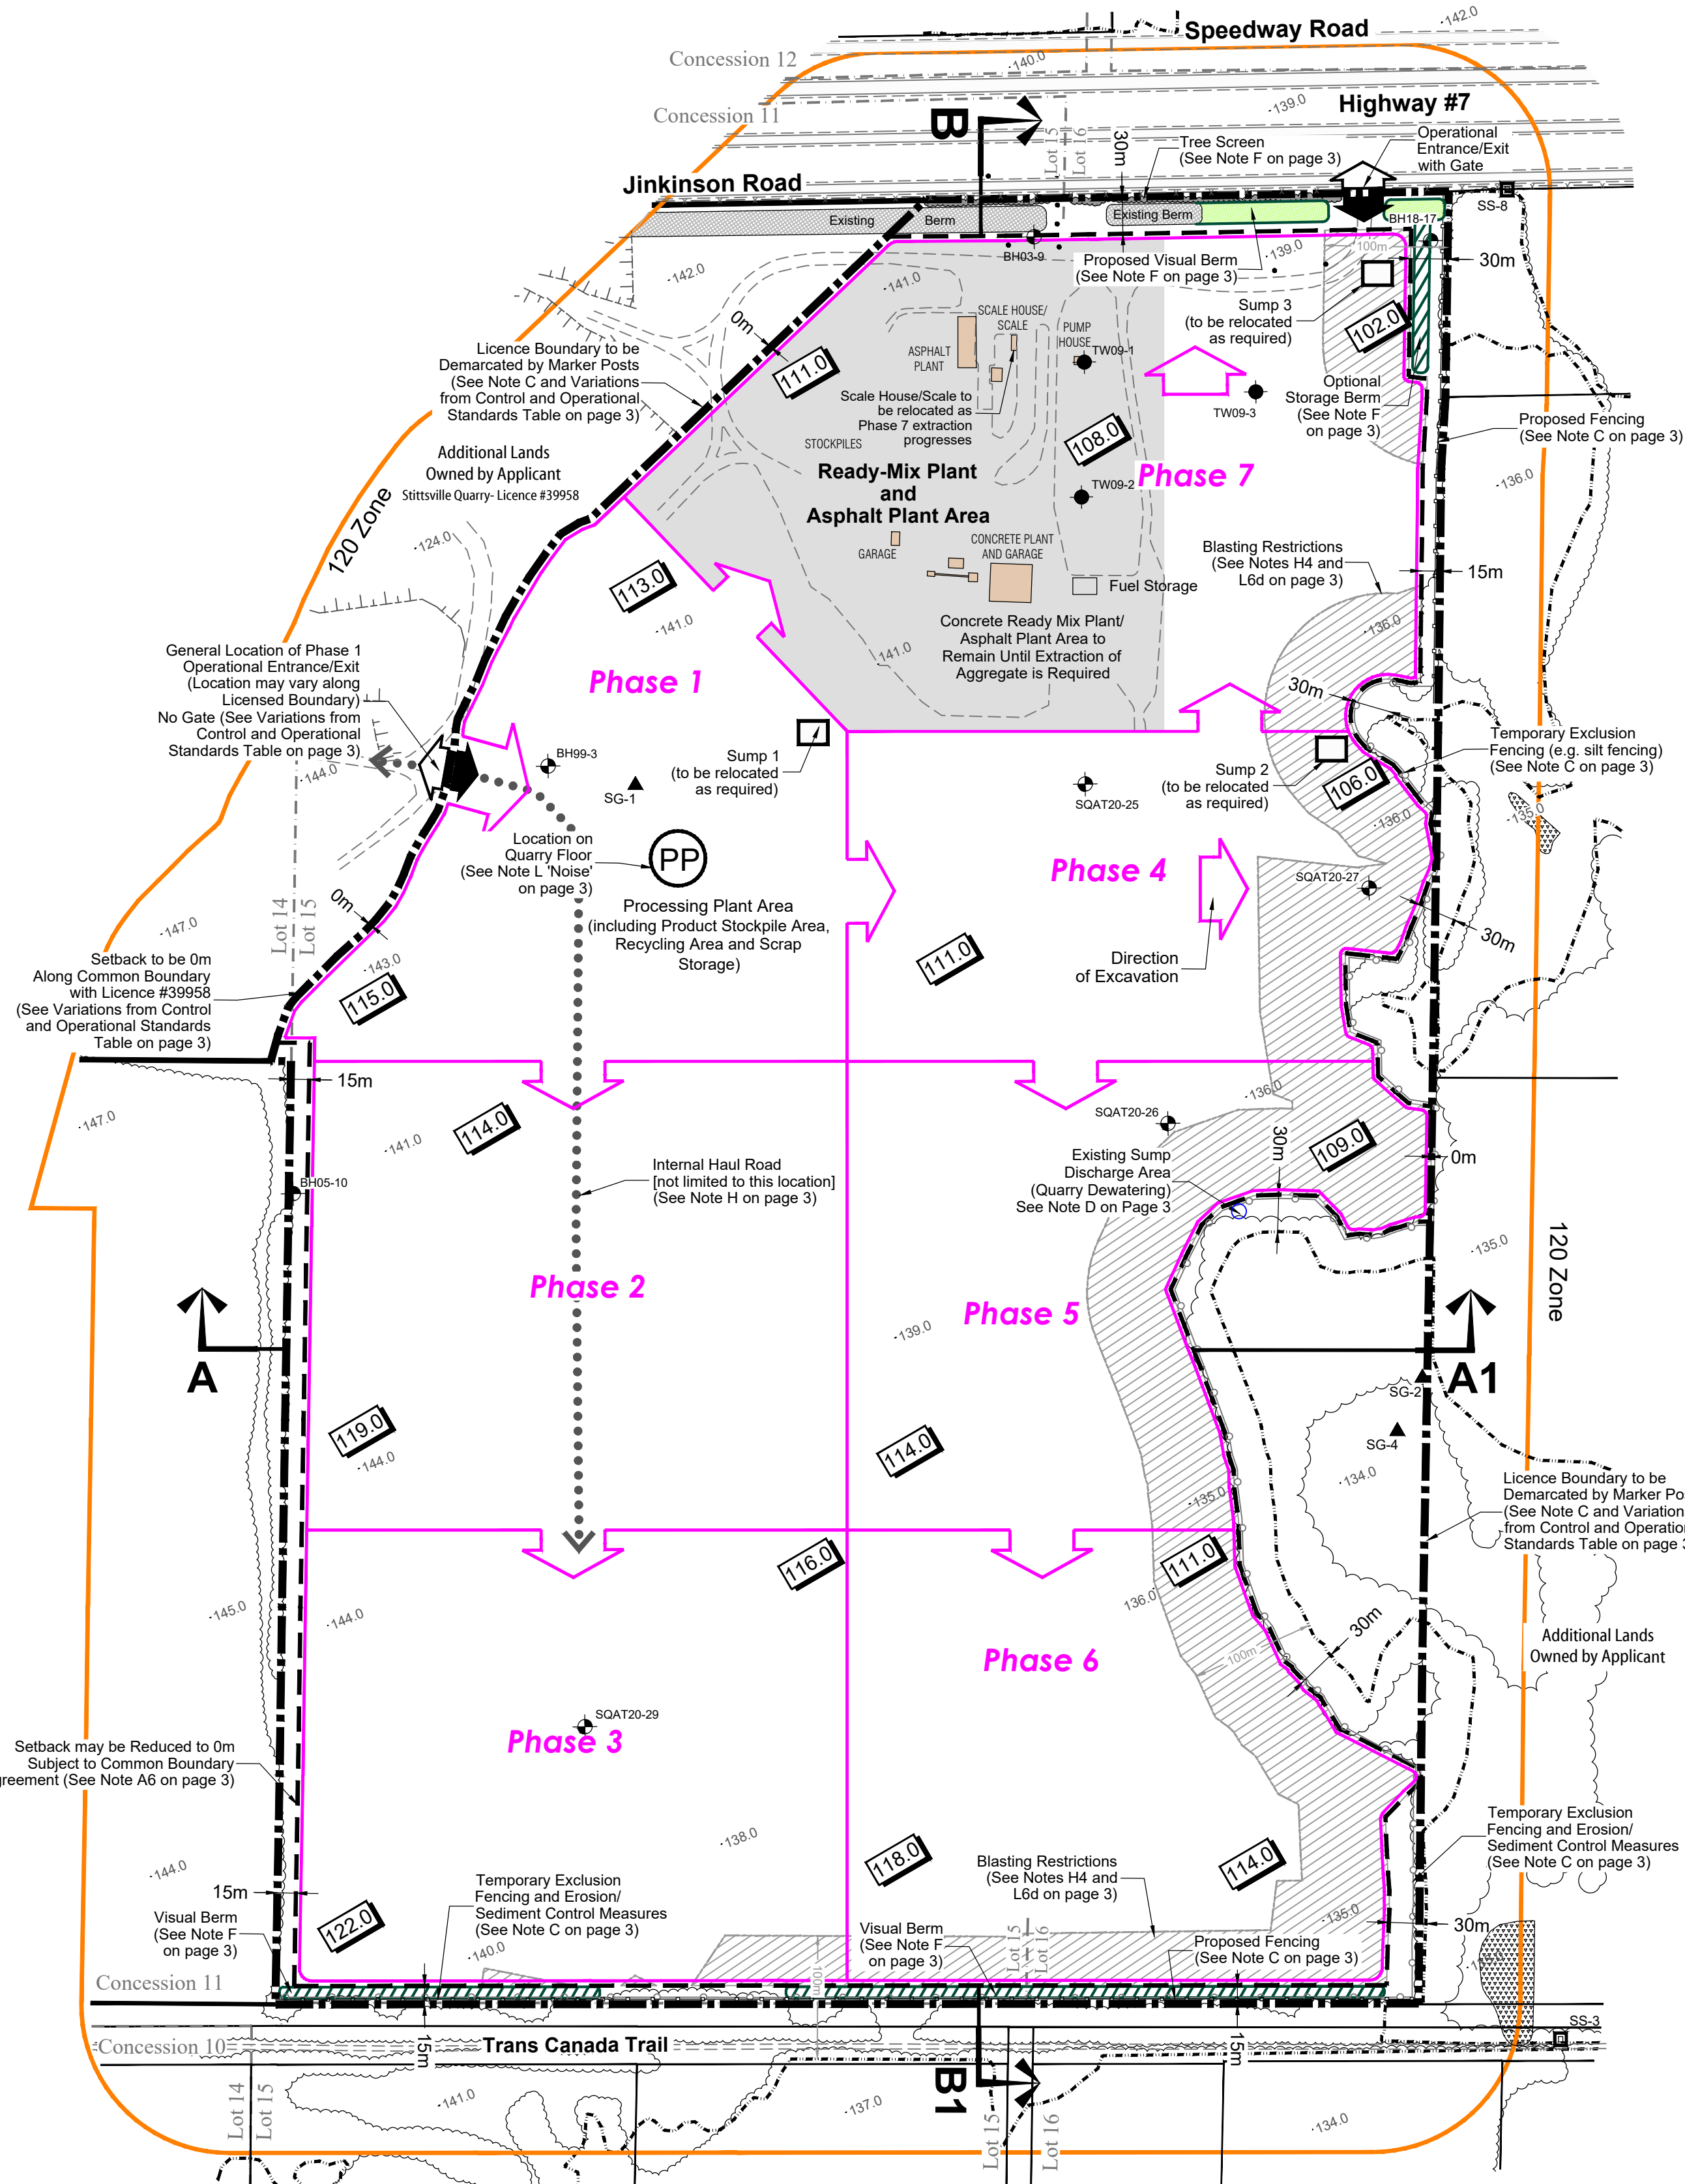 Speedway Road
142.0
Concession 12
140.0
Concession 11
139.0
Highway #7
B
Lot 15
Lot 16
30m
Tree Screen
(See Note F on page 3)
Operational
Entrance/Exit
with Gate
Jinkinson Road
SS-8
Existing
Berm
Existing Berm
BH18-17
BH03-9
Proposed Visual Berm
(See Note F on page 3)
139.0
100m
30m
142.0
141.0
Sump 3
(to be relocated
as required)
102.0
0m
SCALE HOUSE/
SCALE
PUMP
HOUSE
TW09-1
ASPHALT
PLANT
Licence Boundary to be
Demarcated by Marker Posts
(See Note C and Variations
from Control and Operational
Standards Table on page 3)
111.0
Scale House/Scale to
be relocated as
Phase 7 extraction
progresses
TW09-3
Optional
Storage Berm
(See Note F
on page 3)
Proposed Fencing
(See Note C on page 3)
STOCKPILES
108.0
Additional Lands
Owned by Applicant
Stittsville Quarry- Licence #39958
Ready-Mix Plant
and
Asphalt Plant Area
TW09-2
Phase 7
136.0
120 Zone
124.0
GARAGE
CONCRETE PLANT
AND GARAGE
Blasting Restrictions
(See Notes H4 and
L6d on page 3)
15m
113.0
Fuel Storage
141.0
Concrete Ready Mix Plant/
Asphalt Plant Area to
Remain Until Extraction of
Aggregate is Required
136.0
141.0
General Location of Phase 1
Operational Entrance/Exit
(Location may vary along
Licensed Boundary)
No Gate (See Variations from
Control and Operational
Standards Table on page 3)
Phase 1
30m
Temporary Exclusion
Fencing (e.g. silt fencing)
(See Note C on page 3)
144.0
BH99-3
SG-1
Sump 1
(to be relocated
as required)
SQAT20-25
Sump 2
(to be relocated
as required)
106.0
136.0
135.0
Location on
Quarry Floor
(See Note L 'Noise'
on page 3)
PP
Phase 4
SQAT20-27
0m
Lot 14
Lot 15
147.0
Processing Plant Area
(including Product Stockpile Area,
Recycling Area and Scrap
Storage)
30m
Setback to be 0m
Along Common Boundary
with Licence #39958
(See Variations from Control
and Operational Standards
Table on page 3)
143.0
115.0
111.0
Direction
of Excavation
15m
147.0
136.0
141.0
114.0
SQAT20-26
30m
109.0
0m
Existing Sump
Discharge Area
(Quarry Dewatering)
See Note D on Page 3
BH05-10
Internal Haul Road
[not limited to this location]
(See Note H on page 3)
120 Zone
135.0
Phase 2
Phase 5
139.0
A
A1
SG-2
119.0
144.0
114.0
SG-4
134.0
135.0
Licence Boundary to be
Demarcated by Marker Pos
(See Note C and Variation
from Control and Operatio
Standards Table on page 3
116.0
111.0
145.0
144.0
136.0
30m
100m
Additional Lands
Owned by Applicant
Phase 6
SQAT20-29
Phase 3
Setback may be Reduced to 0m
Subject to Common Boundary
greement (See Note A6 on page 3)
138.0
118.0
114.0
Temporary Exclusion
Fencing and Erosion/
Sediment Control Measures
(See Note C on page 3)
144.0
15m
Temporary Exclusion
Fencing and Erosion/
Sediment Control Measures
(See Note C on page 3)
Blasting Restrictions
(See Notes H4 and
L6d on page 3)
Visual Berm
(See Note F
on page 3)
122.0
140.0
Visual Berm
(See Note F
on page 3)
Lot 15
Lot 16
135.0
30m
Proposed Fencing
(See Note C on page 3)
Concession 11
100m
Concession 10
15m
Trans Canada Trail
15m
SS-3
B1
Lot 14
Lot 15
141.0
137.0
Lot 15
Lot 16
134.0